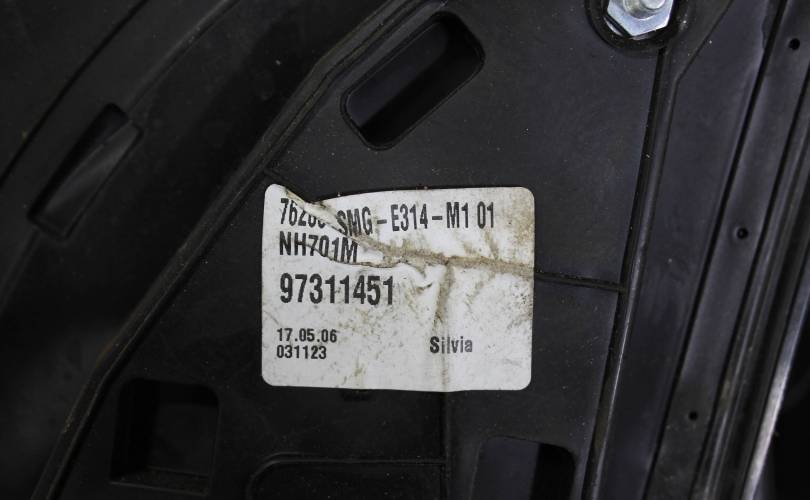 SMG-E314-M1 01
NH701M
97311451
17.05.06
031123 Silvia